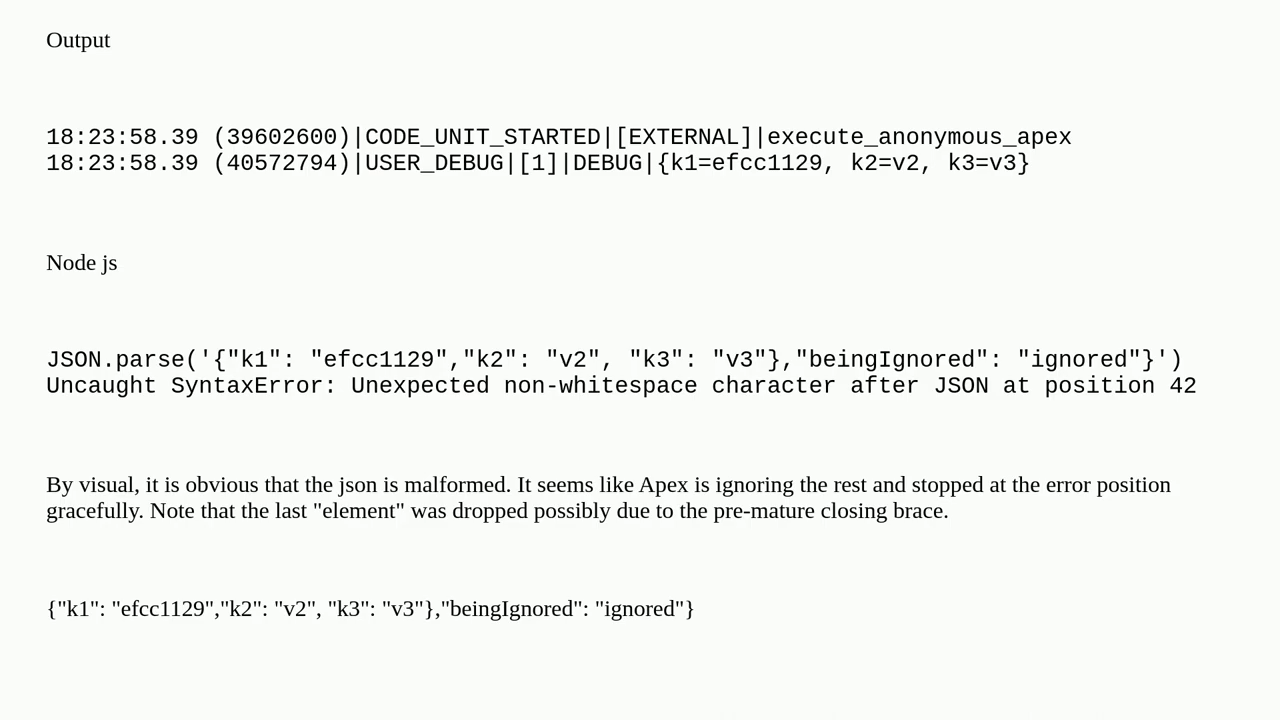 Output
18:23:58.39 (39602600)|CODE_UNIT_STARTED|[EXTERNAL]|execute_anonymous_apex
18:23:58.39 (40572794)|USER_DEBUG|[1]|DEBUG|{k1=efcc1129, k2=v2, k3=v3}
Node js
JSON.parse('{"k1": "efcc1129","k2": "v2", "k3": "v3"},"beingIgnored": "ignored"}')
Uncaught SyntaxError: Unexpected non-whitespace character after JSON at position 42
By visual, it is obvious that the json is malformed. It seems like Apex is ignoring the rest and stopped at the error position
gracefully. Note that the last "element" was dropped possibly due to the pre-mature closing brace.
{"k1": "efcc1129","k2": "v2", "k3": "v3"},"beingIgnored": "ignored"}